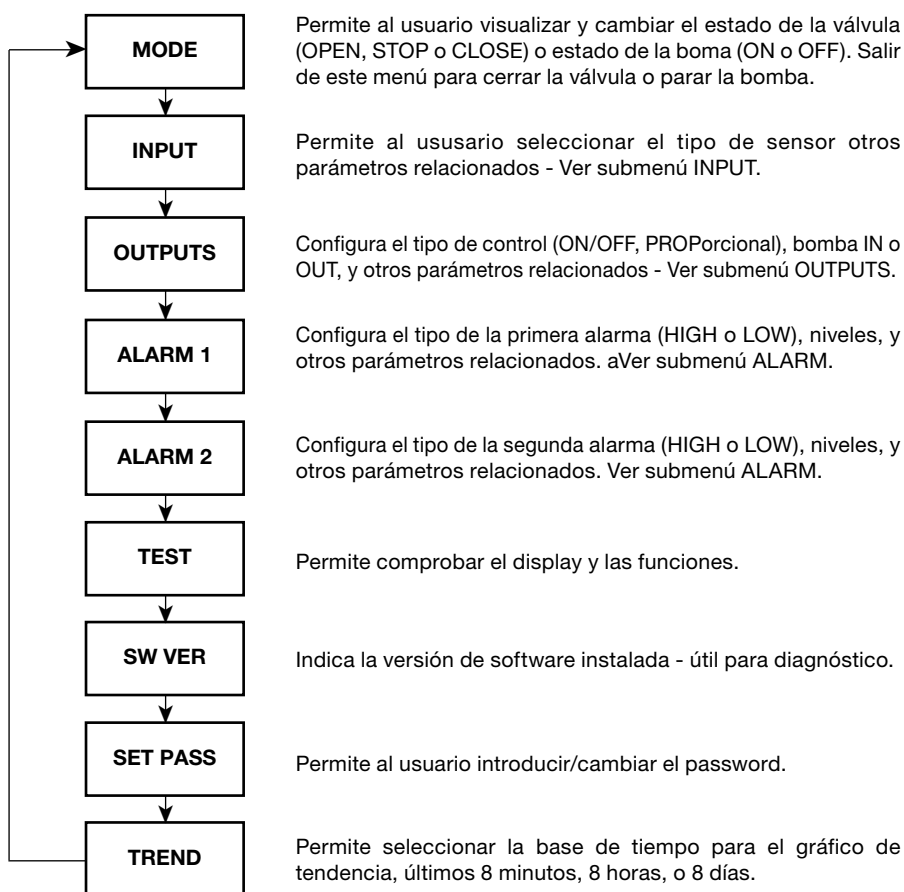 MODE
Permite al usuario visualizar y cambiar el estado de la válvula
(OPEN, STOP o CLOSE) o estado de la boma (ON o OFF). Salir
de este menú para cerrar la válvula o parar la bomba.
INPUT
Permite al ususario seleccionar el tipo de sensor otros
parámetros relacionados - Ver submenú INPUT.
OUTPUTS
Configura el tipo de control (ON/OFF, PROPorcional), bomba IN o
OUT, y otros parámetros relacionados - Ver submenú OUTPUTS.
ALARM 1
Configura el tipo de la primera alarma (HIGH o LOW), niveles, y
otros parámetros relacionados. aVer submenú ALARM.
ALARM 2
Configura el tipo de la segunda alarma (HIGH o LOW), niveles, y
otros parámetros relacionados. Ver submenú ALARM.
TEST
Permite comprobar el display y las funciones.
SW VER
Indica la versión de software instalada - útil para diagnóstico.
SET PASS
Permite al usuario introducir/cambiar el password.
TREND
Permite seleccionar la base de tiempo para el gráfico de
tendencia, últimos 8 minutos, 8 horas, o 8 días.